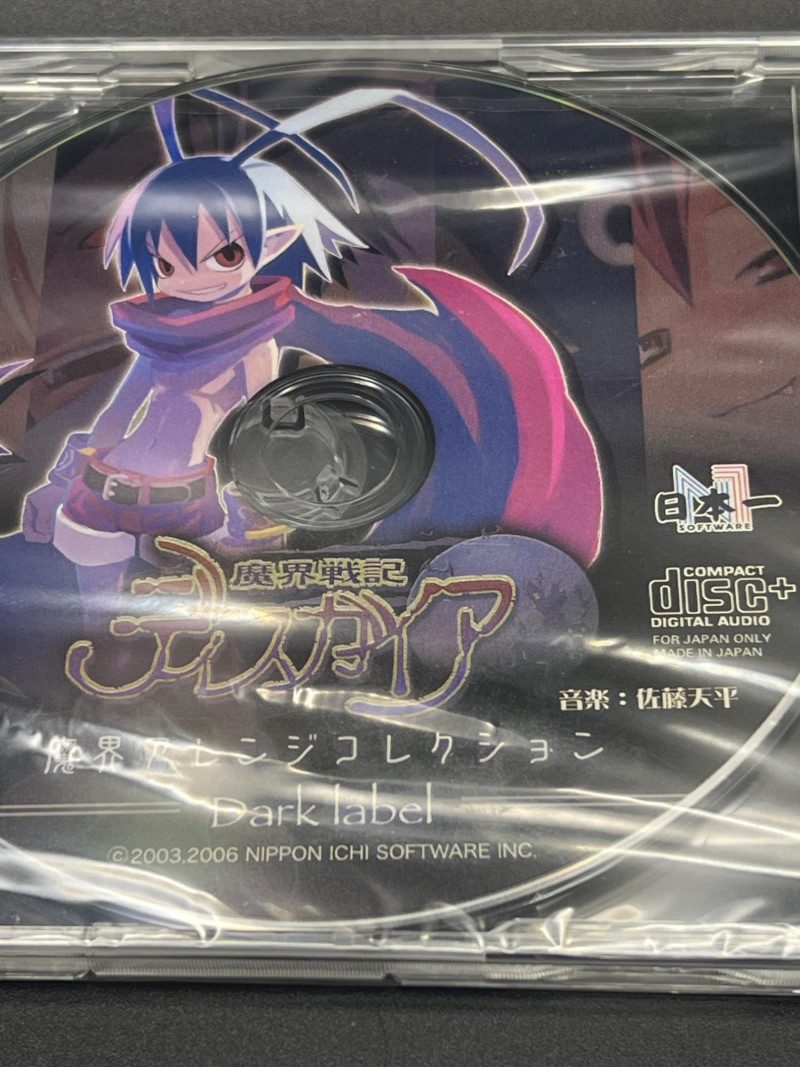 魔界戦記
ディスガイア
日本一
SOFTWARE
COMPACT
disc+
DIGITAL AUDIO
FOR JAPAN ONLY
MADE IN JAPAN
音楽：佐藤天平
魔界アレンジコレクション
Dark label
©2003.2006 NIPPON ICHI SOFTWARE INC.